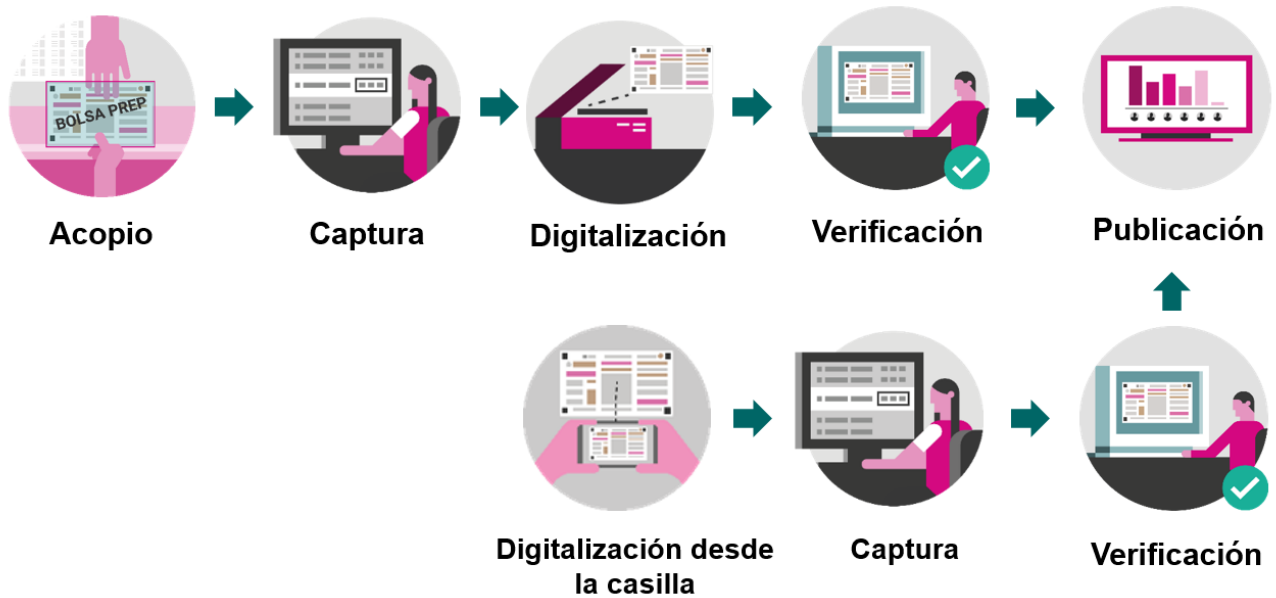 BOLSA PREP
Acopio
Captura
Digitalización
Verificación
Publicación
Digitalización desde
la casilla
Captura
Verificación